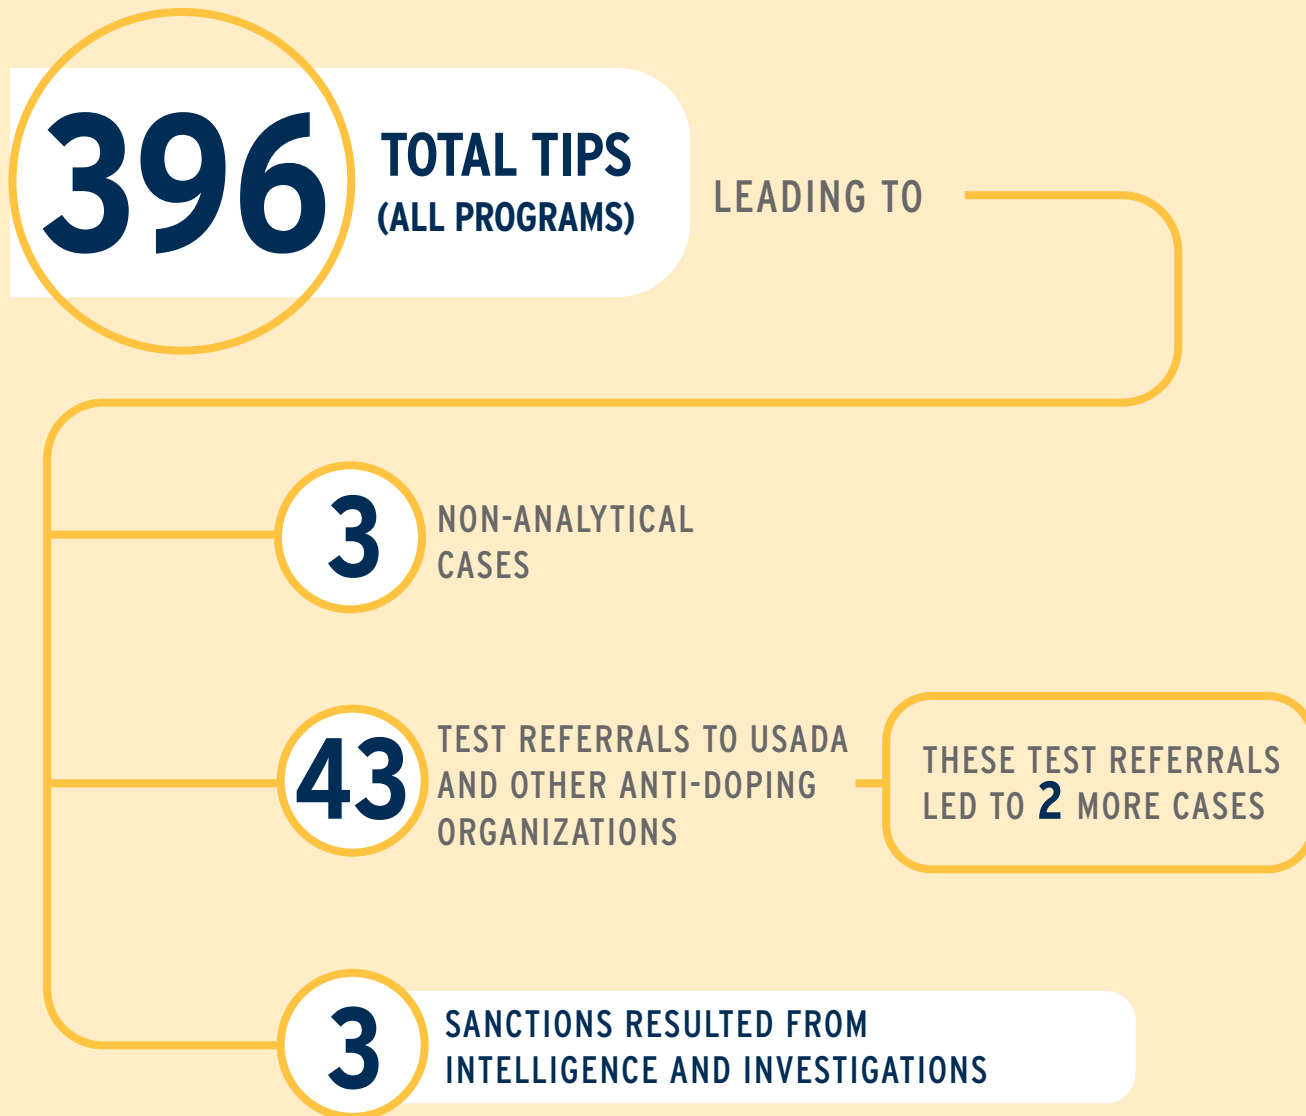 396
TOTAL TIPS
(ALL PROGRAMS)
LEADING TO
3
NON-ANALYTICAL
CASES
43
TEST REFERRALS TO USADA
AND OTHER ANTI-DOPING
ORGANIZATIONS
THESE TEST REFERRALS
LED TO 2 MORE CASES
3
SANCTIONS RESULTED FROM
INTELLIGENCE AND INVESTIGATIONS